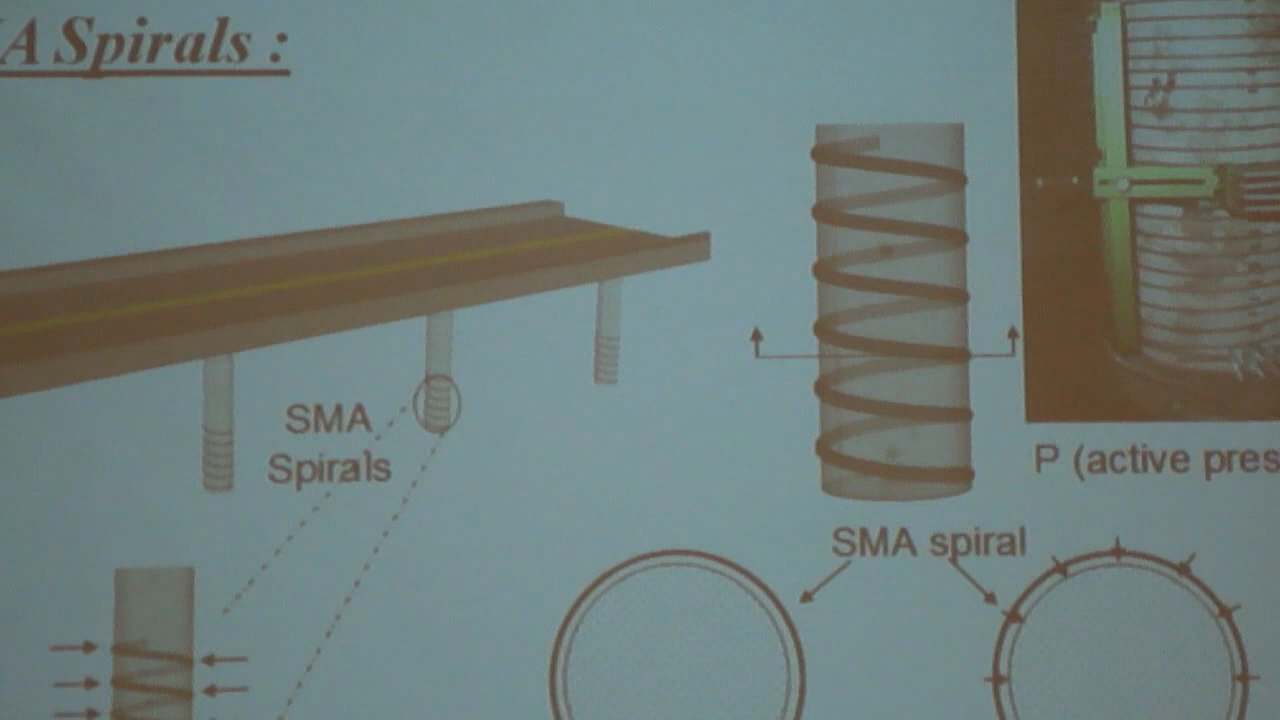 A Spirals :
SMA
Spirals
P (active pres
SMA spiral